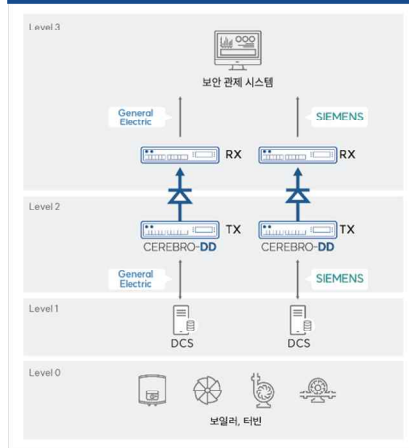 Level 3
보안 관제 시스템
General
Electric
SIEMENS
RX
RX
Level 2
TX
TX
CEREBRO-DD
CEREBRO-DD
General
Electric
SIEMENS
Level 1
DCS
DCS
Level 0
보일러, 터빈